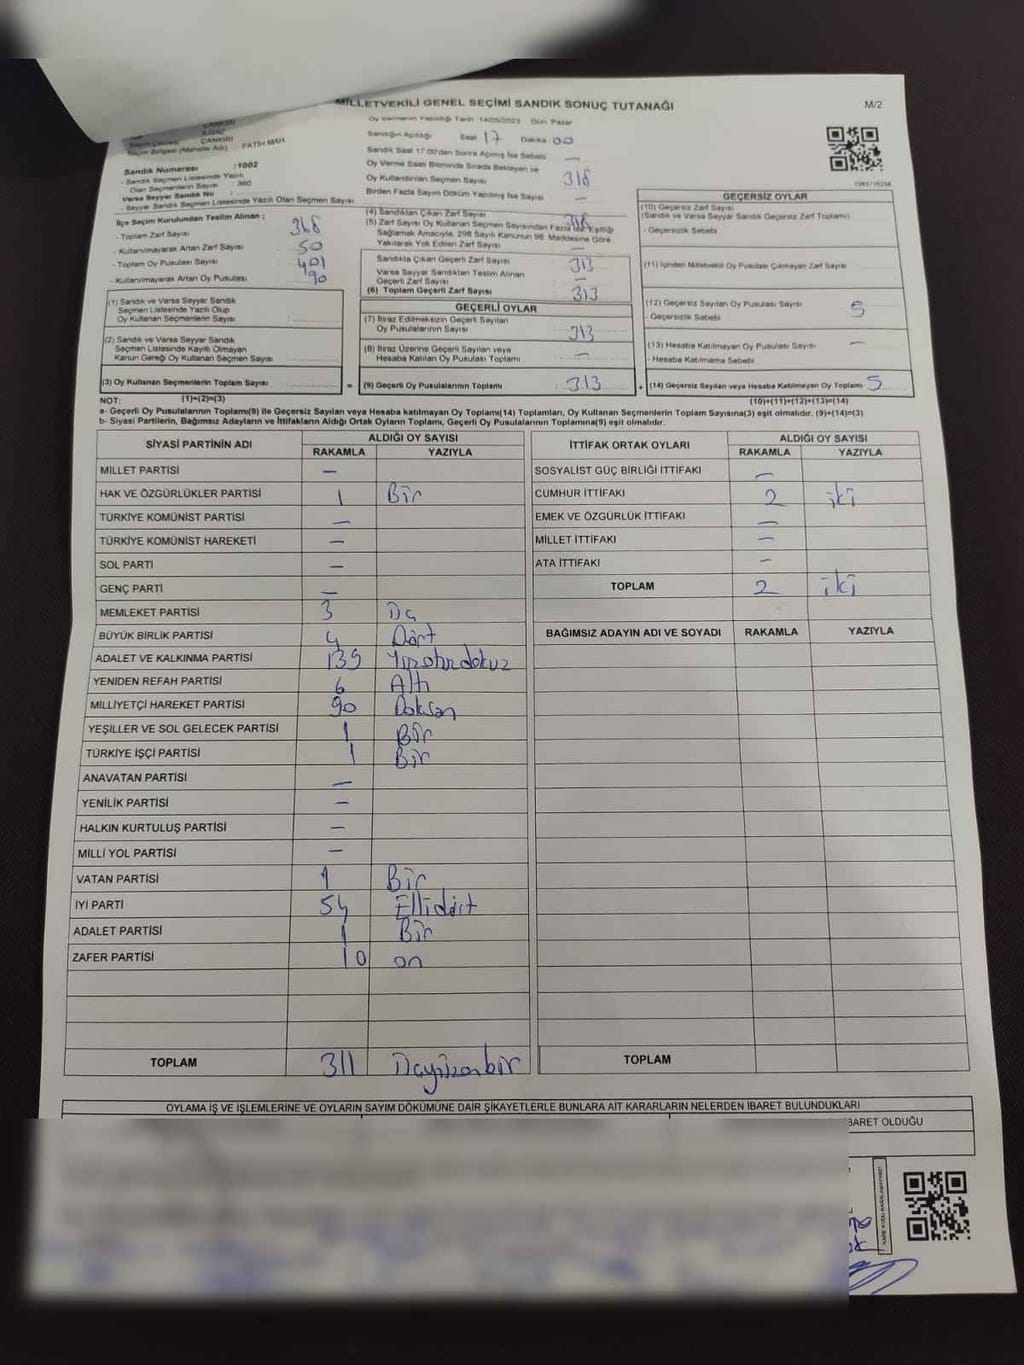 MİLLETVEKİLİ GENEL SEÇİMİ SANDIK SONUÇ TUTANAĞI
M/2
Oy Vermenin Yapıldığı Tarih 14/05/2023 Gün Pazar
ÇANKIRI
ILGAZ
ÇANKIRI
Seçim Bölgesi (Mahalle Adı) FATİH MAH
Sandığın Açıldığı Saat 17 Dakika 00
Sandık Saat 17.00'den Sonra Açılmış İse Sebebi —
Oy Verme Saati Bitiminde Sırada Bekleyen ve
Oy Kullandırılan Seçmen Sayısı 318
Birden Fazla Sayım Döküm Yapılmış İse Sayısı —
Sandık Numarası : 1002
- Sandık Seçmen Listesinde Yazılı
Olan Seçmenlerin Sayısı : 360
Varsa Seyyar Sandık No :
- Seyyar Sandık Seçmen Listesinde Yazılı Olan Seçmen Sayısı
İlçe Seçim Kurulundan Teslim Alınan ;
- Toplam Zarf Sayısı 368
- Kullanılmayarak Artan Zarf Sayısı 50
- Toplam Oy Pusulası Sayısı 401
- Kullanılmayarak Artan Oy Pusulası 90
(1) Sandık ve Varsa Seyyar Sandık
Seçmen Listesinde Yazılı Olup
Oy Kullanan Seçmenlerin Sayısı
(2) Sandık ve Varsa Seyyar Sandık
Seçmen Listesinde Kayıtlı Olmayan
Kanun Gereği Oy Kullanan Seçmen Sayısı
(3) Oy Kullanan Seçmenlerin Toplam Sayısı
(4) Sandıktan Çıkan Zarf Sayısı 318
(5) Zarf Sayısı Oy Kullanan Seçmen Sayısından Fazla İse, Eşitliği
Sağlamak Amacıyla, 298 Sayılı Kanunun 98. Maddesine Göre
Yakılarak Yok Edilen Zarf Sayısı —
Sandıkta Çıkan Geçerli Zarf Sayısı 313
Varsa Seyyar Sandıktan Teslim Alınan
Geçerli Zarf Sayısı —
(6) Toplam Geçerli Zarf Sayısı 313
GEÇERLİ OYLAR
(7) İtiraz Edilmeksizin Geçerli Sayılan
Oy Pusulalarının Sayısı 313
(8) İtiraz Üzerine Geçerli Sayılan veya
Hesaba Katılan Oy Pusulası Toplamı —
= (9) Geçerli Oy Pusulalarının Toplamı 313
GEÇERSİZ OYLAR
(10) Geçersiz Zarf Sayısı
(Sandık ve Varsa Seyyar Sandık Geçersiz Zarf Toplamı)
- Geçersizlik Sebebi
(11) İçinden Milletvekili Oy Pusulası Çıkmayan Zarf Sayısı
(12) Geçersiz Sayılan Oy Pusulası Sayısı 5
- Geçersizlik Sebebi
(13) Hesaba Katılmayan Oy Pusulası Sayısı —
- Hesaba Katılmama Sebebi
+ (14) Geçersiz Sayılan veya Hesaba Katılmayan Oy Toplamı 5
NOT: (1)+(2)=(3) (10)+(11)+(12)+(13)=(14)
a- Geçerli Oy Pusulalarının Toplamı(9) ile Geçersiz Sayılan veya Hesaba katılmayan Oy Toplamı(14) Toplamları, Oy Kullanan Seçmenlerin Toplam Sayısına(3) eşit olmalıdır. (9)+(14)=(3)
b- Siyasi Partilerin, Bağımsız Adayların ve İttifakların Aldığı Ortak Oyların Toplamı, Geçerli Oy Pusulalarının Toplamına(9) eşit olmalıdır.
SİYASİ PARTİNİN ADI ALDIĞI OY SAYISI
RAKAMLA YAZIYLA
MİLLET PARTİSİ —
HAK VE ÖZGÜRLÜKLER PARTİSİ 1 Bir
TÜRKİYE KOMÜNİST PARTİSİ —
TÜRKİYE KOMÜNİST HAREKETİ —
SOL PARTİ —
GENÇ PARTİ —
MEMLEKET PARTİSİ 3 Üç
BÜYÜK BİRLİK PARTİSİ 4 Dört
ADALET VE KALKINMA PARTİSİ 139 Yüzotuzdokuz
YENİDEN REFAH PARTİSİ 6 Altı
MİLLİYETÇİ HAREKET PARTİSİ 90 Doksan
YEŞİLLER VE SOL GELECEK PARTİSİ 1 Bir
TÜRKİYE İŞÇİ PARTİSİ 1 Bir
ANAVATAN PARTİSİ —
YENİLİK PARTİSİ —
HALKIN KURTULUŞ PARTİSİ —
MİLLİ YOL PARTİSİ —
VATAN PARTİSİ 1 Bir
İYİ PARTİ 54 Ellidört
ADALET PARTİSİ 1 Bir
ZAFER PARTİSİ 10 on
TOPLAM 311 Üçyüzonbir
İTTİFAK ORTAK OYLARI ALDIĞI OY SAYISI
RAKAMLA YAZIYLA
SOSYALİST GÜÇ BİRLİĞİ İTTİFAKI —
CUMHUR İTTİFAKI 2 iki
EMEK VE ÖZGÜRLÜK İTTİFAKI —
MİLLET İTTİFAKI —
ATA İTTİFAKI —
TOPLAM 2 iki
BAĞIMSIZ ADAYIN ADI VE SOYADI RAKAMLA YAZIYLA
TOPLAM
OYLAMA İŞ VE İŞLEMLERİNE VE OYLARIN SAYIM DÖKÜMÜNE DAİR ŞİKAYETLERLE BUNLARA AİT KARARLARIN NELERDEN İBARET BULUNDUKLARI
BARET OLDUĞU